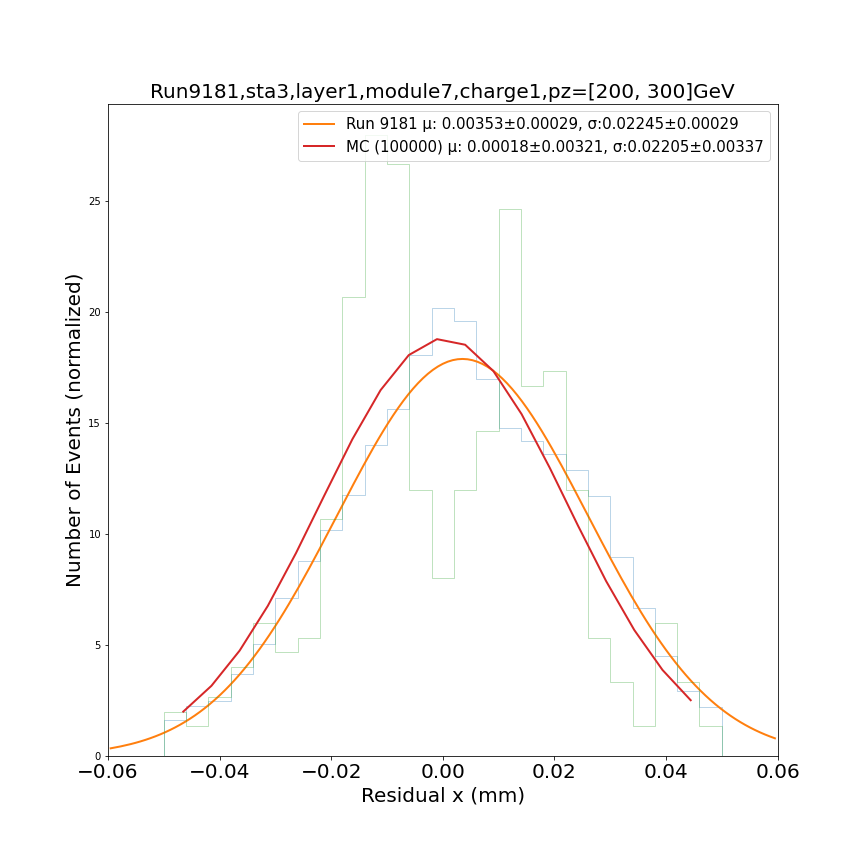 Run9181,sta3,layer1,module7,charge1,pz=[200, 300]GeV
Run 9181 μ: 0.00353±0.00029, σ:0.02245±0.00029
MC (100000) μ: 0.00018±0.00321, σ:0.02205±0.00337
25
20
15
10
5
0
Number of Events (normalized)
−0.06 −0.04 −0.02 0.00 0.02 0.04 0.06
Residual x (mm)